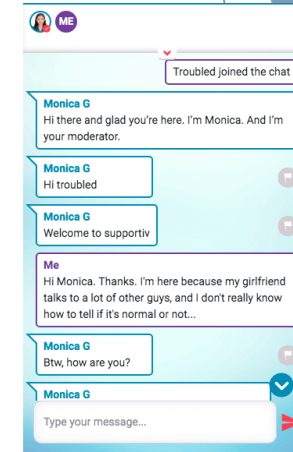 ME
Troubled joined the chat
Monica G
Hi there and glad you're here. I'm Monica. And I'm
your moderator.
Monica G
Hi troubled
Monica G
Welcome to supportiv
Me
Hi Monica. Thanks. I'm here because my girlfriend
talks to a lot of other guys, and I don't really know
how to tell if it's normal or not...
Monica G
Btw, how are you?
Monica G
Type your message...